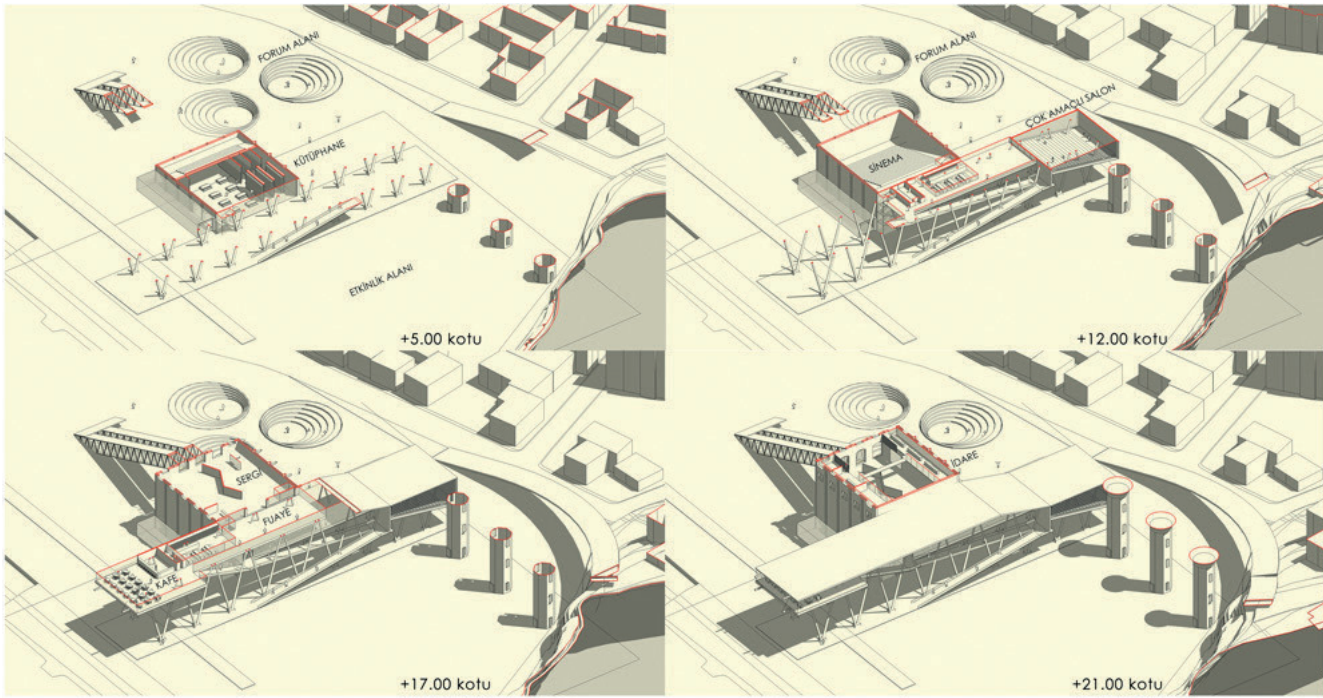 FORUM ALANI
KÜTÜPHANE
ETKİNLİK ALANI
+5.00 kotu
FORUM ALANI
ÇOK AMAÇLI SALON
SİNEMA
+12.00 kotu
SERGİ
FUAYE
KAFE
+17.00 kotu
İDARE
+21.00 kotu